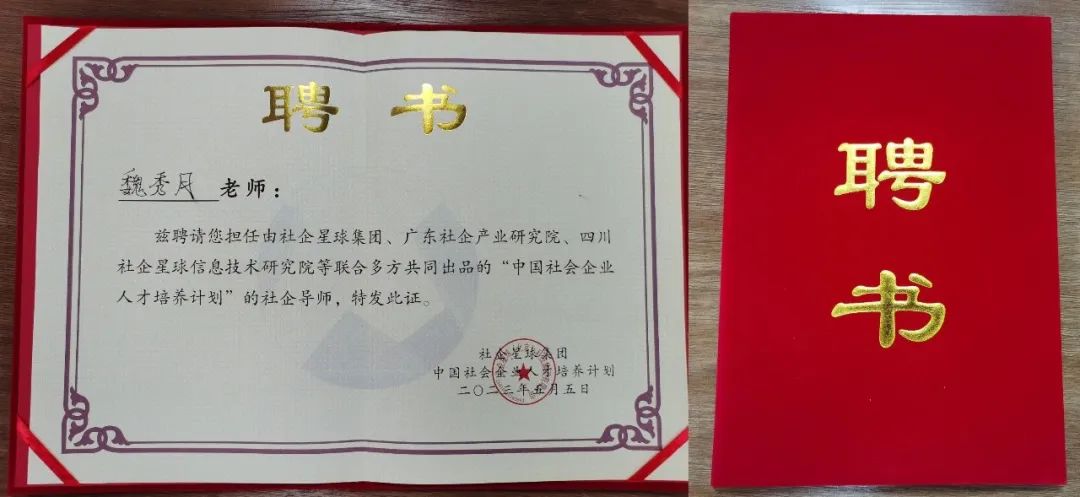 聘书
魏秀月 老师：
兹聘请您担任由社企星球集团、广东社企产业研究院、四川
社企星球信息技术研究院等联合多方共同出品的“中国社会企业
人才培养计划”的社企导师，特发此证。
社企星球集团
中国社会企业人才培养计划
二〇二三年五月五日
聘
书